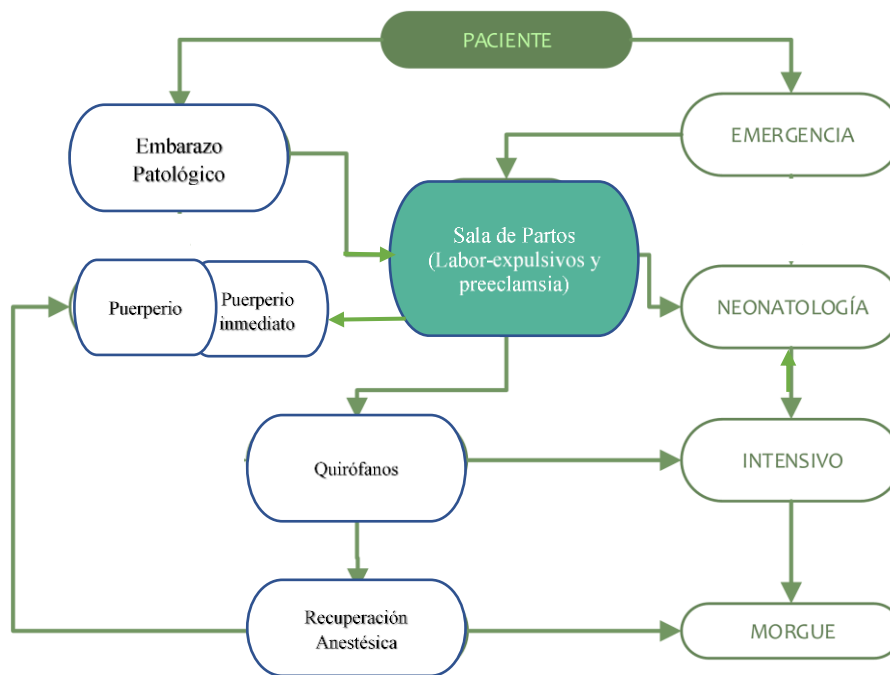 PACIENTE
Embarazo
Patológico
EMERGENCIA
Sala de Partos
(Labor-expulsivos y
preeclamsia)
Puerperio
Puerperio
inmediato
NEONATOLOGÍA
Quirófanos
INTENSIVO
Recuperación
Anestésica
MORGUE